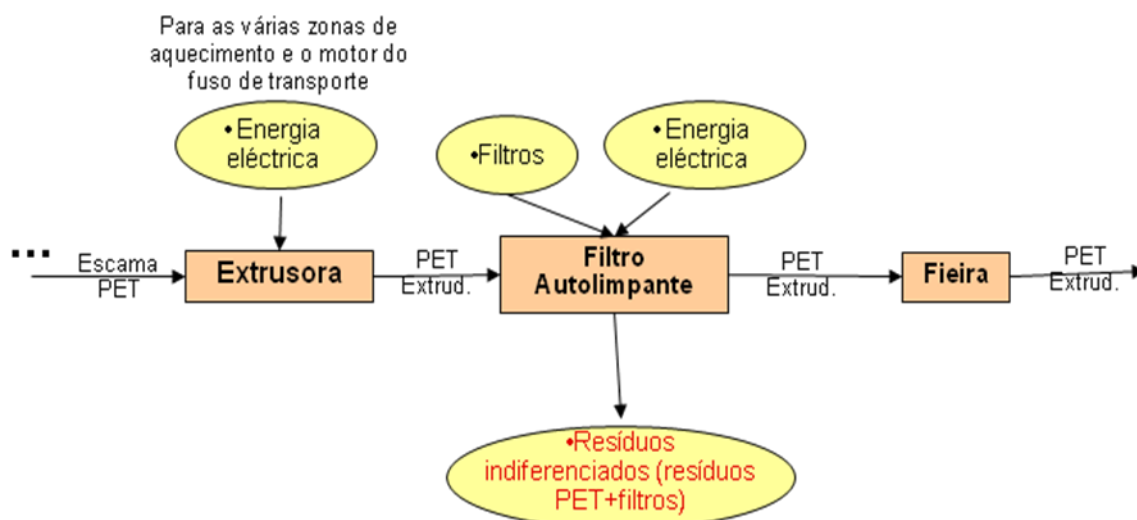 Para as várias zonas de
aquecimento e o motor do
fuso de transporte
•Energia
eléctrica
•Filtros
•Energia
eléctrica
...
Escama
PET
Extrusora
PET
Extrud.
Filtro
Autolimpante
PET
Extrud.
Fieira
PET
Extrud.
•Resíduos
indiferenciados (resíduos
PET+filtros)